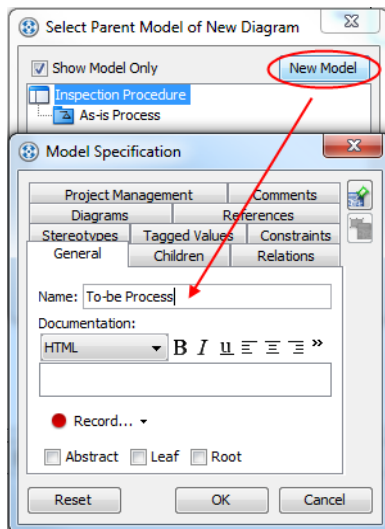 Select Parent Model of New Diagram
Show Model Only
New Model
Inspection Procedure
As-is Process
Model Specification
Project Management Comments
Diagrams References
Stereotypes Tagged Values Constraints
General Children Relations
Name: To-be Process
Documentation:
HTML B I u »
Record...
Abstract Leaf Root
Reset OK Cancel